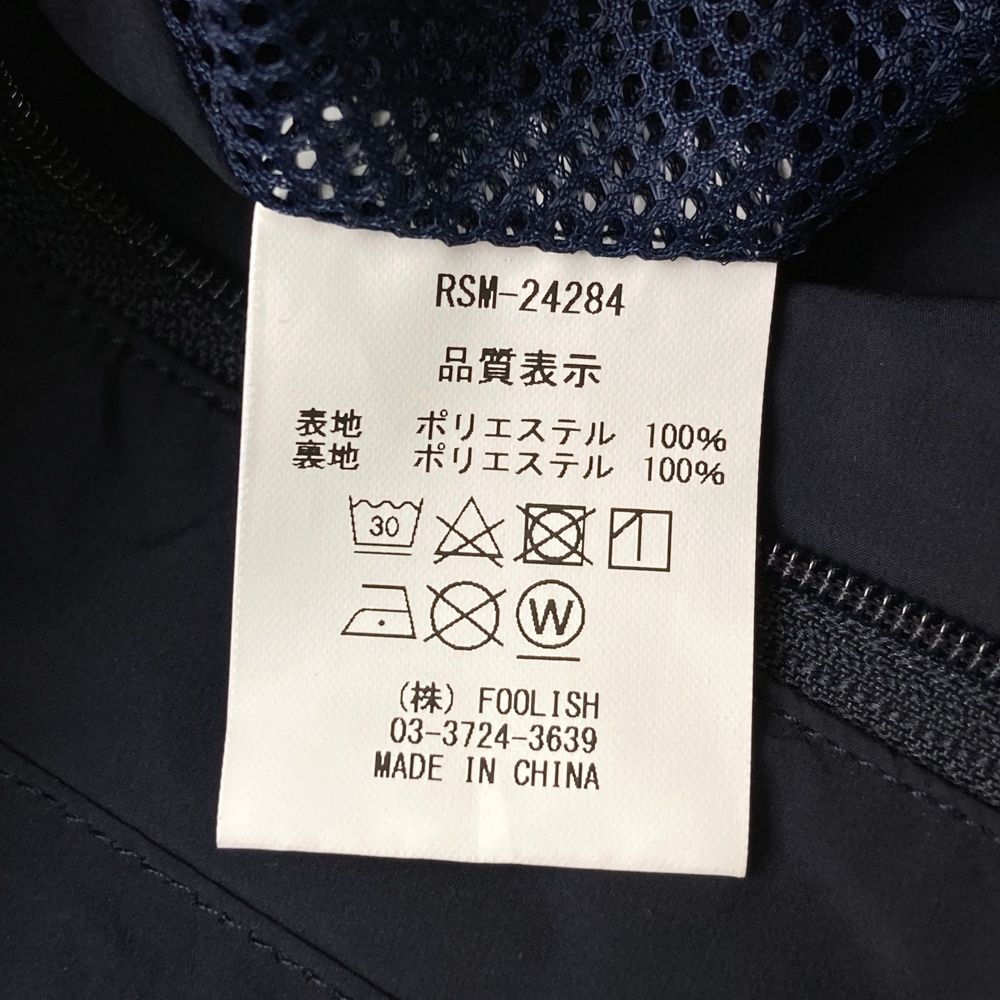 RSM-24284
品質表示
表地 ポリエステル 100%
裏地 ポリエステル 100%
30
W
(株) FOOLISH
03-3724-3639
MADE IN CHINA